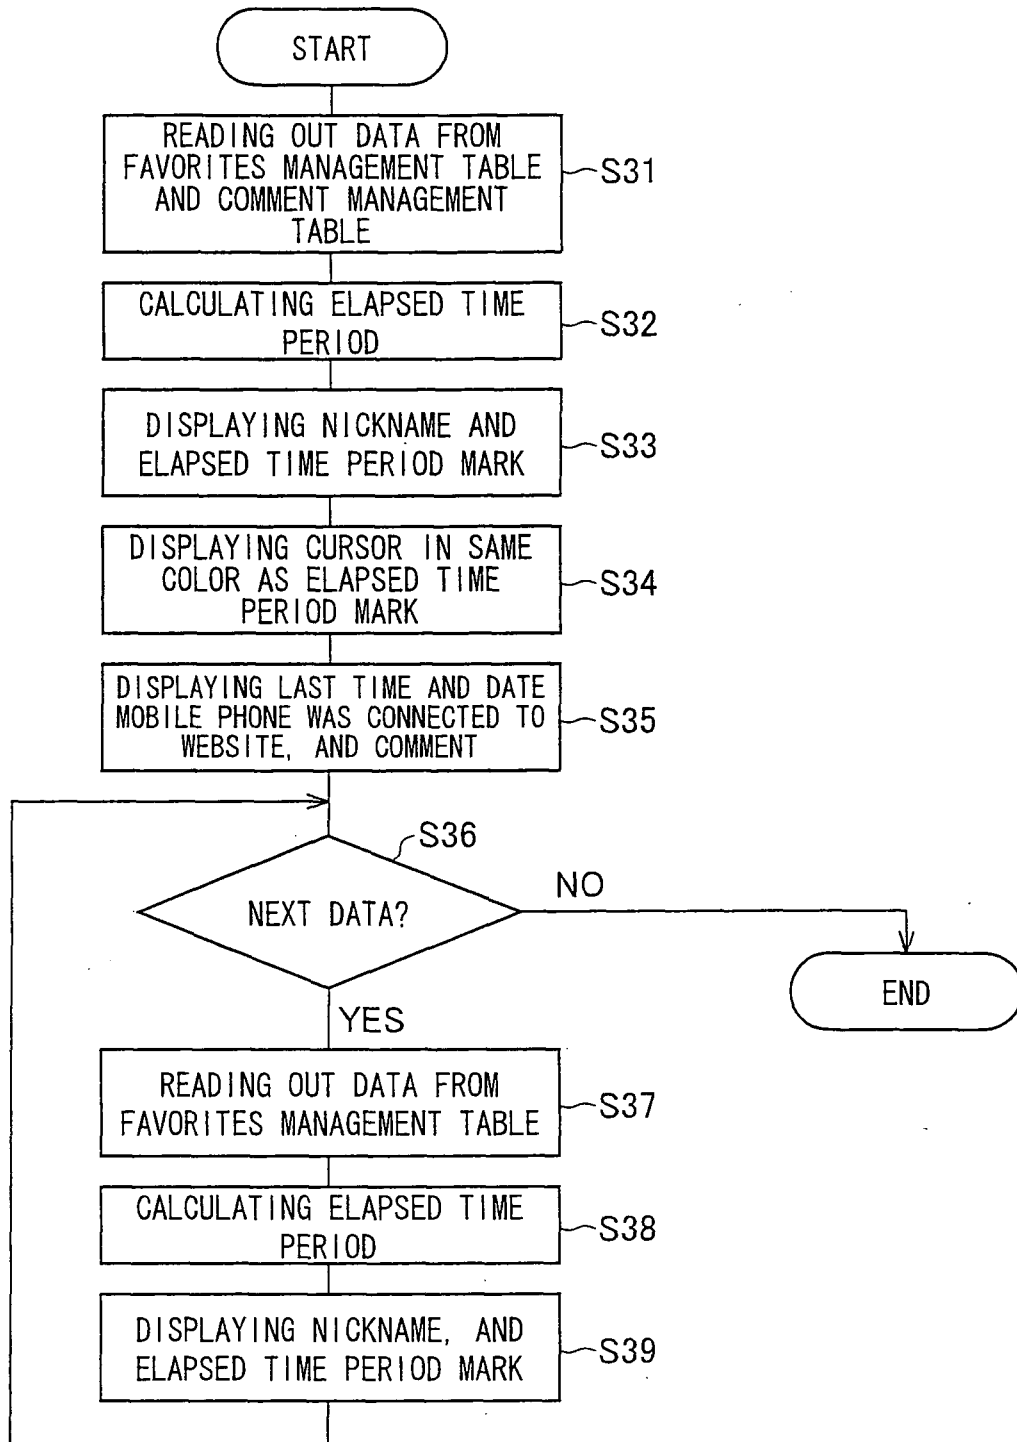 START
READING OUT DATA FROM
FAVORITES MANAGEMENT TABLE
AND COMMENT MANAGEMENT
TABLE
S31
CALCULATING ELAPSED TIME
PERIOD
S32
DISPLAYING NICKNAME AND
ELAPSED TIME PERIOD MARK
S33
DISPLAYING CURSOR IN SAME
COLOR AS ELAPSED TIME
PERIOD MARK
S34
DISPLAYING LAST TIME AND DATE
MOBILE PHONE WAS CONNECTED TO
WEBSITE, AND COMMENT
S35
S36
NEXT DATA?
NO
END
YES
READING OUT DATA FROM
FAVORITES MANAGEMENT TABLE
S37
CALCULATING ELAPSED TIME
PERIOD
S38
DISPLAYING NICKNAME, AND
ELAPSED TIME PERIOD MARK
S39